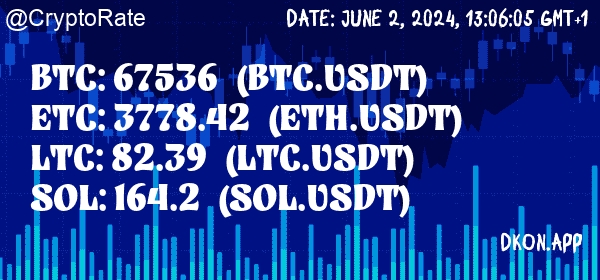 @CryptoRate
DATE: JUNE 2, 2024, 13:06:05 GMT+1
BTC: 67536 (BTC.USDT)
ETC: 3778.42 (ETH.USDT)
LTC: 82.39 (LTC.USDT)
SOL: 164.2 (SOL.USDT)
DKON.APP